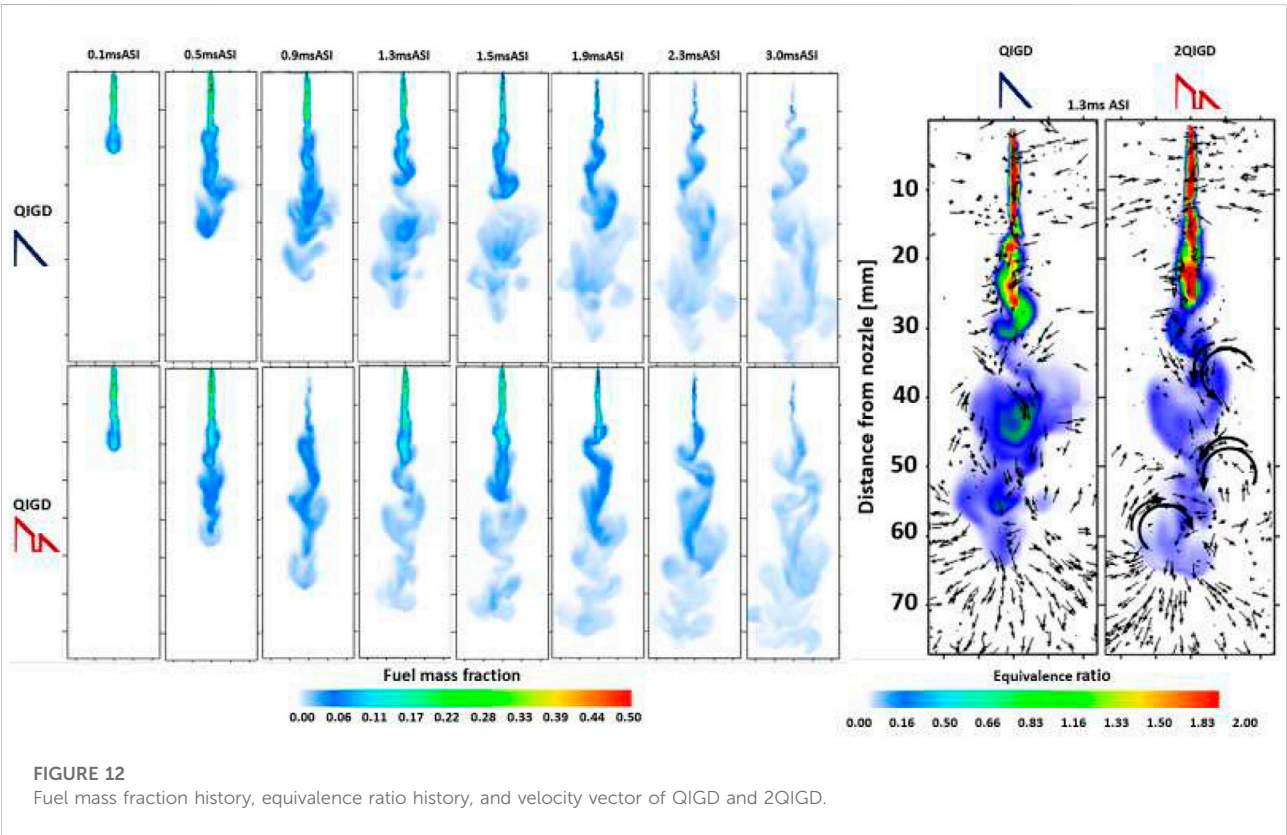 0.1msASI 0.5msASI 0.9msASI 1.3msASI 1.5msASI 1.9msASI 2.3msASI 3.0msASI
QIGD
QIGD
Fuel mass fraction
0.00 0.06 0.11 0.17 0.22 0.28 0.33 0.39 0.44 0.50
QIGD 2QIGD
1.3ms ASI
Distance from nozzle [mm]
10
20
30
40
50
60
70
Equivalence ratio
0.00 0.16 0.50 0.66 0.83 1.16 1.33 1.50 1.83 2.00
FIGURE 12
Fuel mass fraction history, equivalence ratio history, and velocity vector of QIGD and 2QIGD.